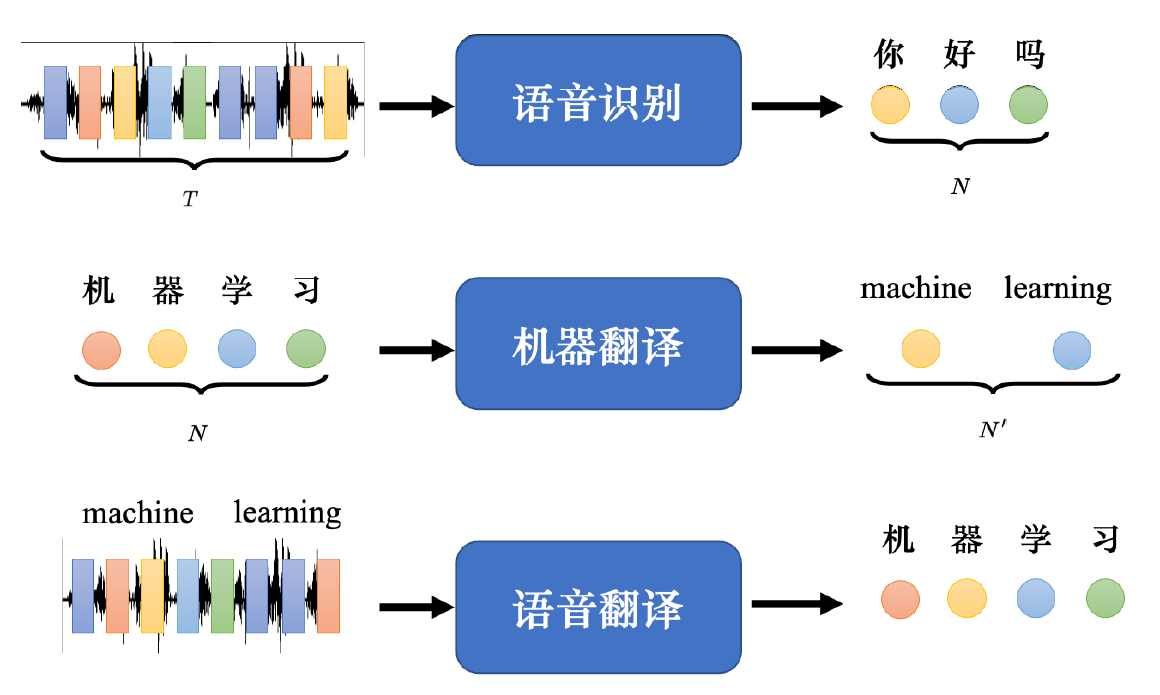 你 好 吗
语音识别
T
N
机 器 学 习
machine learning
机器翻译
N
N′
machine learning
机 器 学 习
语音翻译